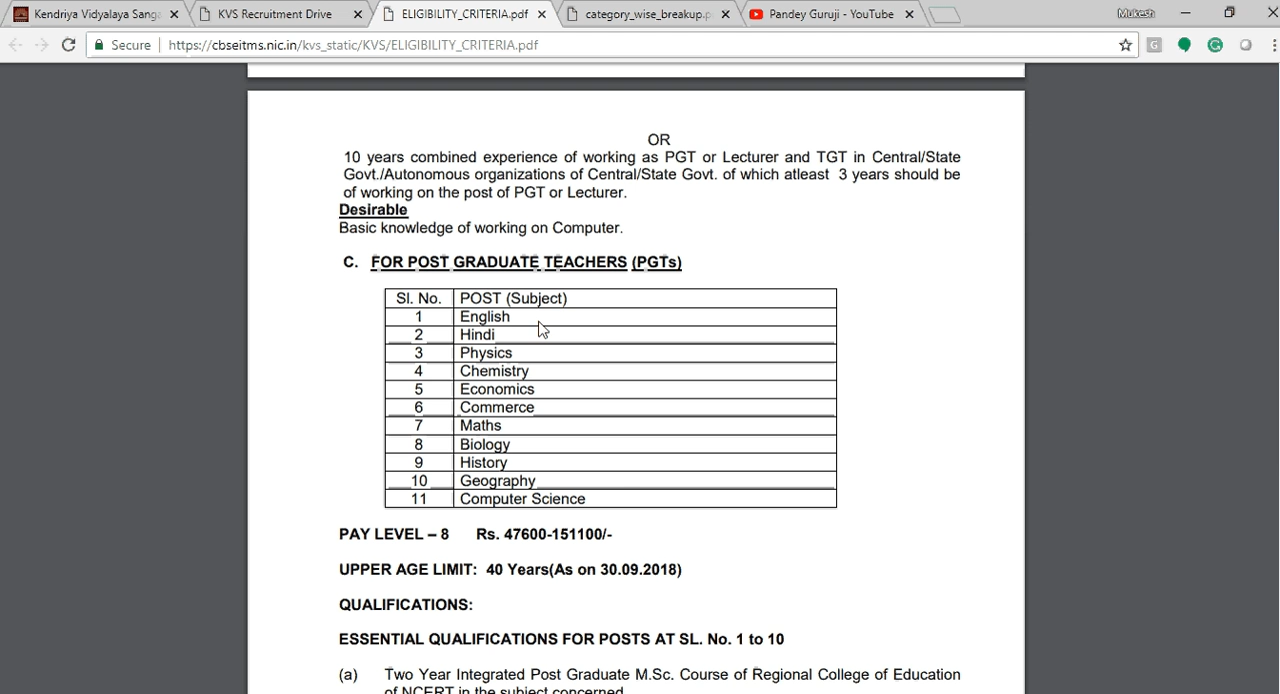 Kendriya Vidyalaya Sanga
KVS Recruitment Drive
ELIGIBILITY_CRITERIA.pdf
category_wise_breakup.p
Pandey Guruji - YouTube
Mukesh
Secure
https://cbseitms.nic.in/kvs_static/KVS/ELIGIBILITY_CRITERIA.pdf
OR
10 years combined experience of working as PGT or Lecturer and TGT in Central/State
Govt./Autonomous organizations of Central/State Govt. of which atleast 3 years should be
of working on the post of PGT or Lecturer.
Desirable
Basic knowledge of working on Computer.
C. FOR POST GRADUATE TEACHERS (PGTs)
Sl. No. POST (Subject)
1 English
2 Hindi
3 Physics
4 Chemistry
5 Economics
6 Commerce
7 Maths
8 Biology
9 History
10 Geography
11 Computer Science
PAY LEVEL – 8 Rs. 47600-151100/-
UPPER AGE LIMIT: 40 Years(As on 30.09.2018)
QUALIFICATIONS:
ESSENTIAL QUALIFICATIONS FOR POSTS AT SL. No. 1 to 10
(a) Two Year Integrated Post Graduate M.Sc. Course of Regional College of Education
of NCERT in the subject concerned